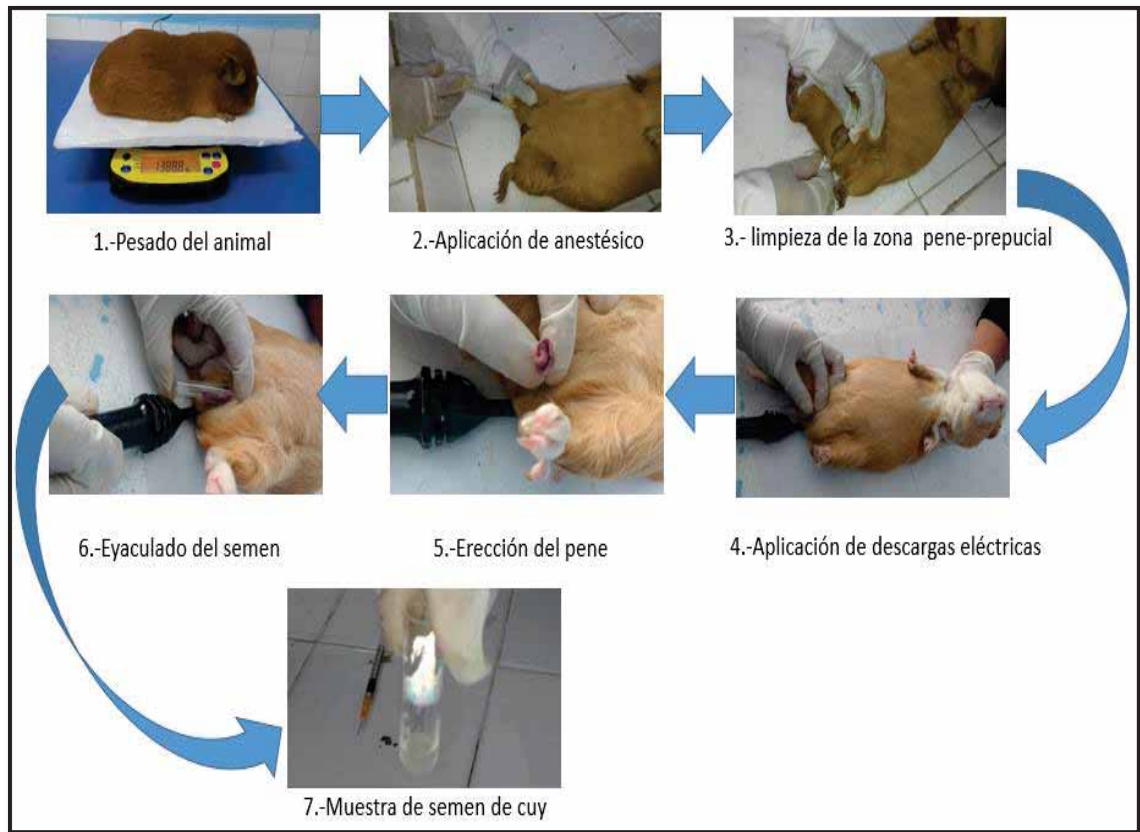 1.-Pesado del animal
2.-Aplicación de anestésico
3.- limpieza de la zona pene-prepucial
4.-Aplicación de descargas eléctricas
5.-Erección del pene
6.-Eyaculado del semen
7.-Muestra de semen de cuy